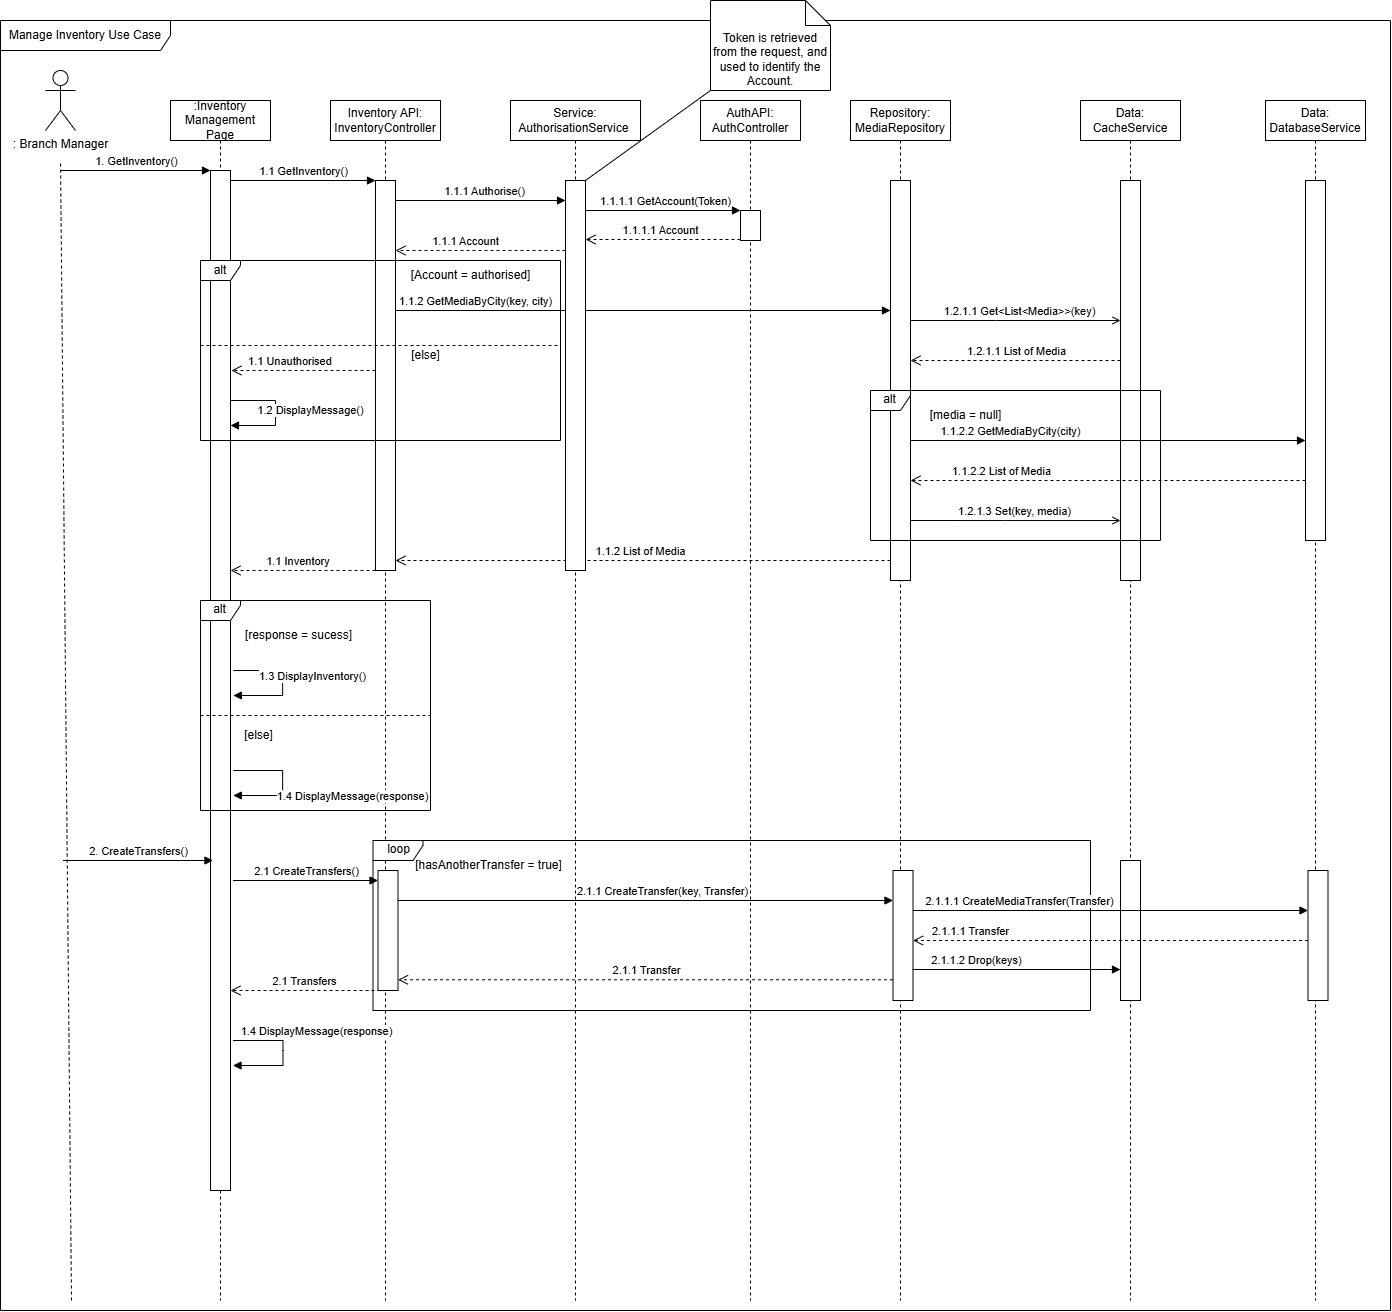 Token is retrieved
from the request, and
used to identify the
Account.
Manage Inventory Use Case
: Branch Manager
:Inventory
Management
Page
Inventory API:
InventoryController
Service:
AuthorisationService
AuthAPI:
AuthController
Repository:
MediaRepository
Data:
CacheService
Data:
DatabaseService
1. GetInventory()
1.1 GetInventory()
1.1.1 Authorise()
1.1.1.1 GetAccount(Token)
1.1.1.1 Account
1.1.1 Account
alt
[Account = authorised]
1.1.2 GetMediaByCity(key, city)
1.2.1.1 Get<List<Media>>(key)
[else]
1.2.1.1 List of Media
1.1 Unauthorised
1.2 DisplayMessage()
alt
[media = null]
1.1.2.2 GetMediaByCity(city)
1.1.2.2 List of Media
1.2.1.3 Set(key, media)
1.1.2 List of Media
1.1 Inventory
alt
[response = sucess]
1.3 DisplayInventory()
[else]
1.4 DisplayMessage(response)
2. CreateTransfers()
loop
[hasAnotherTransfer = true]
2.1 CreateTransfers()
2.1.1 CreateTransfer(key, Transfer)
2.1.1.1 CreateMediaTransfer(Transfer)
2.1.1.1 Transfer
2.1.1.2 Drop(keys)
2.1.1 Transfer
2.1 Transfers
1.4 DisplayMessage(response)